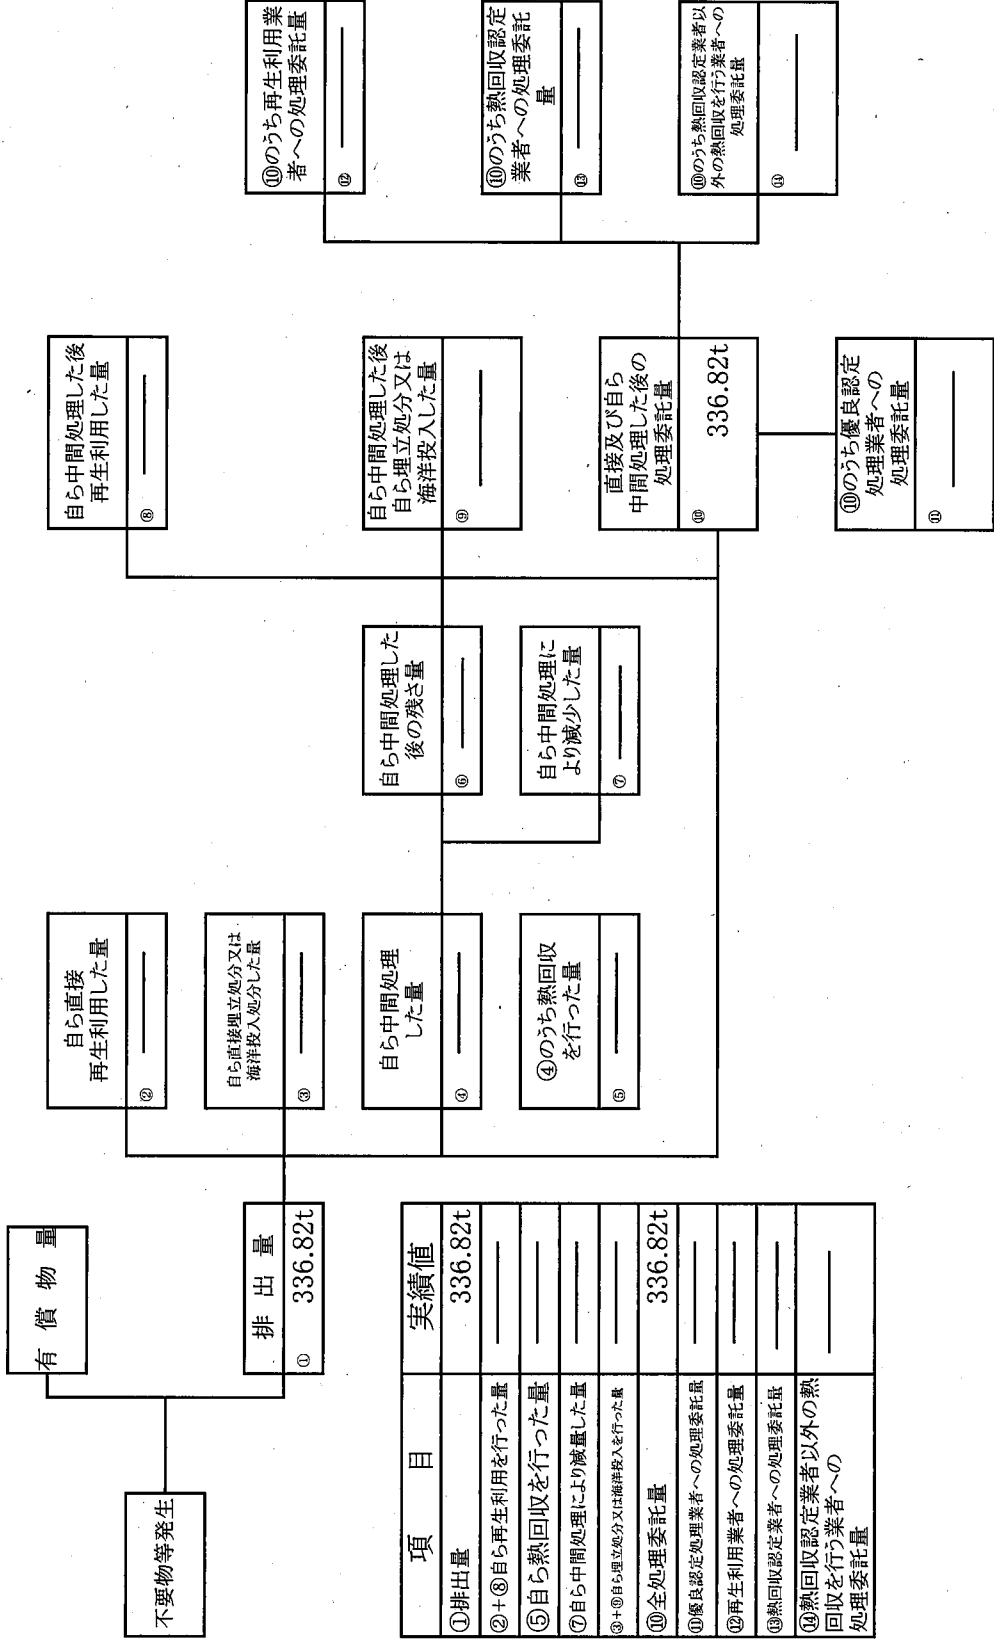 不要物等発生
有償物量
排出量
① 336.82t
自ら直接
再生利用した量
②
自ら直接埋立処分又は
海洋投入処分した量
③
自ら中間処理
した量
④
④のうち熱回収
を行った量
⑤
自ら中間処理した
後の残さ量
⑥
自ら中間処理に
より減少した量
⑦
自ら中間処理した後
再生利用した量
⑧
自ら中間処理した後
自ら埋立処分又は
海洋投入した量
⑨
直接及び自ら
中間処理した後の
処理委託量
⑩ 336.82t
⑩のうち優良認定
処理業者への
処理委託量
⑪
⑩のうち再生利用業
者への処理委託量
⑫
⑩のうち熱回収認定
業者への処理委託
量
⑬
⑩のうち熱回収認定業者以
外の熱回収を行う業者への
処理委託量
⑭
項目 実績値
①排出量 336.82t
②+⑧自ら再生利用を行った量
⑤自ら熱回収を行った量
⑦自ら中間処理により減量した量
③+⑨自ら埋立処分又は海洋投入を行った量
⑩全処理委託量 336.82t
⑪優良認定処理業者への処理委託量
⑫再生利用業者への処理委託量
⑬熱回収認定業者への処理委託量
⑭熱回収認定業者以外の熱
回収を行う業者への
処理委託量